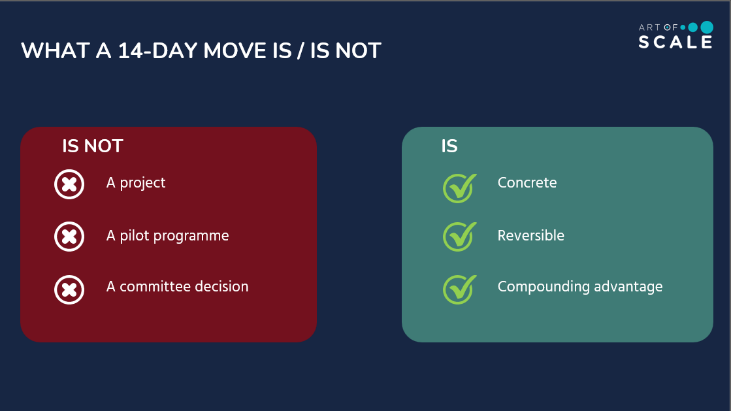 WHAT A 14-DAY MOVE IS / IS NOT
ART OF
SCALE
IS NOT
A project
A pilot programme
A committee decision
IS
Concrete
Reversible
Compounding advantage